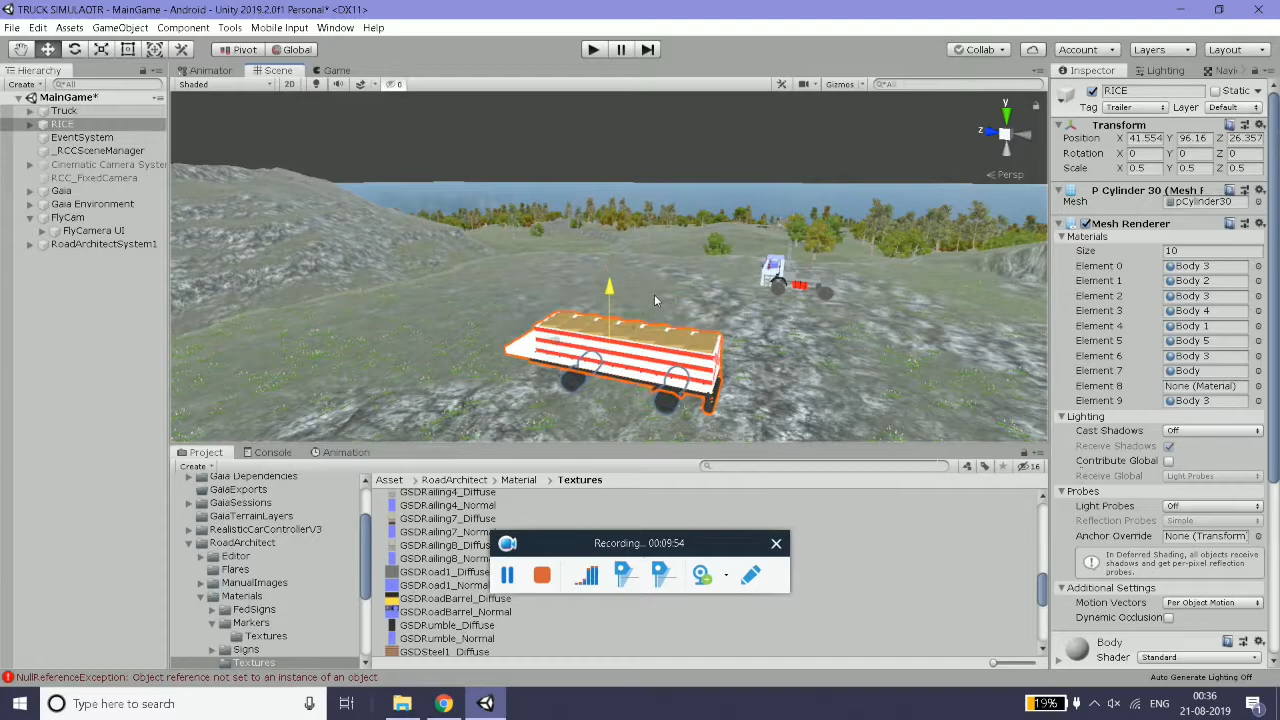 TRUCK SIMULAOTR - MainGame - Android - Unity 2019.2.0f1 Personal* <DX11>
File Edit Assets GameObject Component Tools Mobile Input Window Help
Pivot Global Collab Account Layers Layout
Hierarchy Animator Scene Game Inspector Lighting Navi
Create All Shaded 2D 0 Gizmos All
RICE Static
MainGame*
Tag Trailer Layer Default
Truck
RICE
EventSystem
_RCCSceneManager
Cinematic Camera Syster
RCC_FixedCamera
Gaia
Gaia Environment
FlyCam
FlyCam UI
RoadArchitectSystem1
y
z
Persp
Transform
Position X 41.554 Y 96.16 Z 26.357
Rotation X 0 Y 0 Z 0
Scale X 0.5 Y 0.5 Z 0.5
P Cylinder 30 (Mesh F
Mesh pCylinder30
Mesh Renderer
Materials
Size 10
Element 0 Body 3
Element 1 Body 2
Element 2 Body 3
Element 3 Body 4
Element 4 Body 1
Element 5 Body 6
Element 6 Body 3
Element 7 Body
Element 8 None (Material)
Element 9 Body 3
Lighting
Cast Shadows Off
Receive Shadows
Contribute Global
Receive Global Light Probes
Probes
Light Probes Off
Reflection Probes Simple
Anchor Override None (Transform)
In Deferred Shading, all objects receive
shadows and get per-pixel reflection
probes.
Additional Settings
Motion Vectors Per Object Motion
Dynamic Occlusion
Body
Shader Standard
Project Console Animation
Create 16
Gaia Dependencies
GaiaExports
GaiaSessions
GaiaTerrainLayers
RealisticCarControllerV3
RoadArchitect
Editor
Flares
ManualImages
Materials
FedSigns
Markers
Textures
Signs
Textures
Asset RoadArchitect Material Textures
GSDRailing4_Diffuse
GSDRailing4_Normal
GSDRailing7_Diffuse
GSDRailing7_Normal
GSDRailing8_Diffuse
GSDRailing8_Normal
GSDRoad1_Diffuse
GSDRoad1_Normal
GSDRoadBarrel_Diffuse
GSDRoadBarrel_Normal
GSDRumble_Diffuse
GSDRumble_Normal
GSDSteel1_Diffuse
Recording... 00:09:54
NullReferenceException: Object reference not set to an instance of an object
Auto Generate Lighting Off
Type here to search
19% ENG 00:36
21-08-2019 1